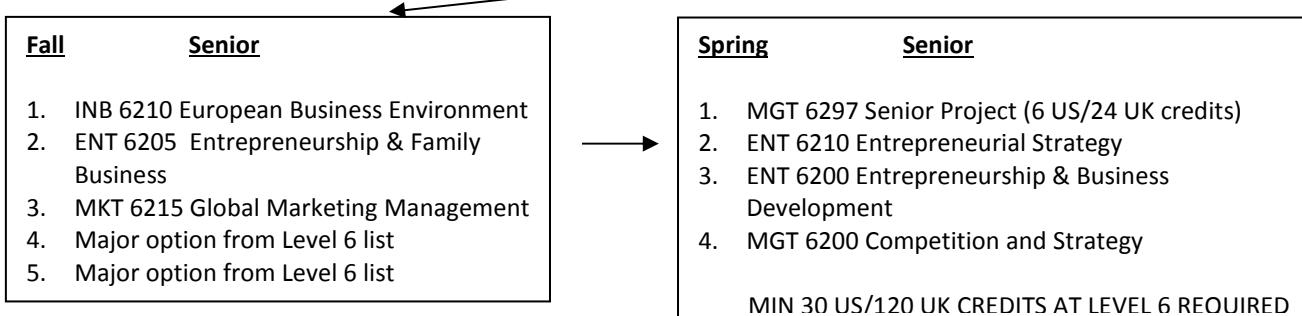 Fall Senior
1. INB 6210 European Business Environment
2. ENT 6205 Entrepreneurship & Family
Business
3. MKT 6215 Global Marketing Management
4. Major option from Level 6 list
5. Major option from Level 6 list
Spring Senior
1. MGT 6297 Senior Project (6 US/24 UK credits)
2. ENT 6210 Entrepreneurial Strategy
3. ENT 6200 Entrepreneurship & Business
Development
4. MGT 6200 Competition and Strategy
MIN 30 US/120 UK CREDITS AT LEVEL 6 REQUIRED